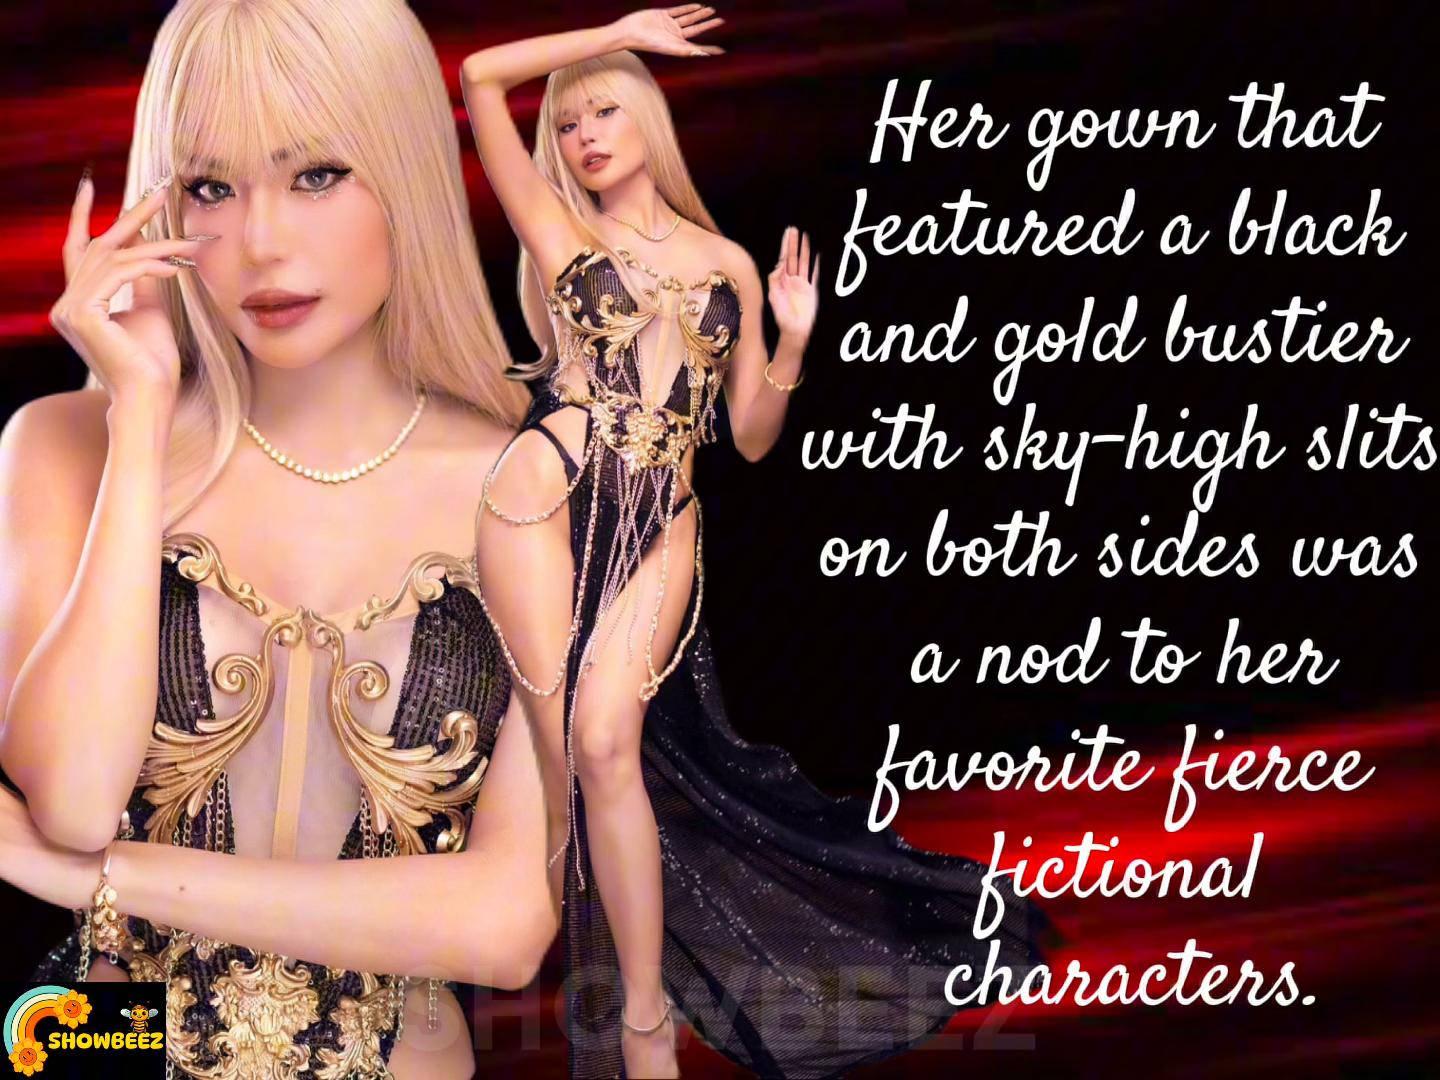 Her gown that
featured a black
and gold bustier
with sky-high slits
on both sides was
a nod to her
favorite fierce
fictional
characters.
SHOWBEEZ
SHOWBEEZ